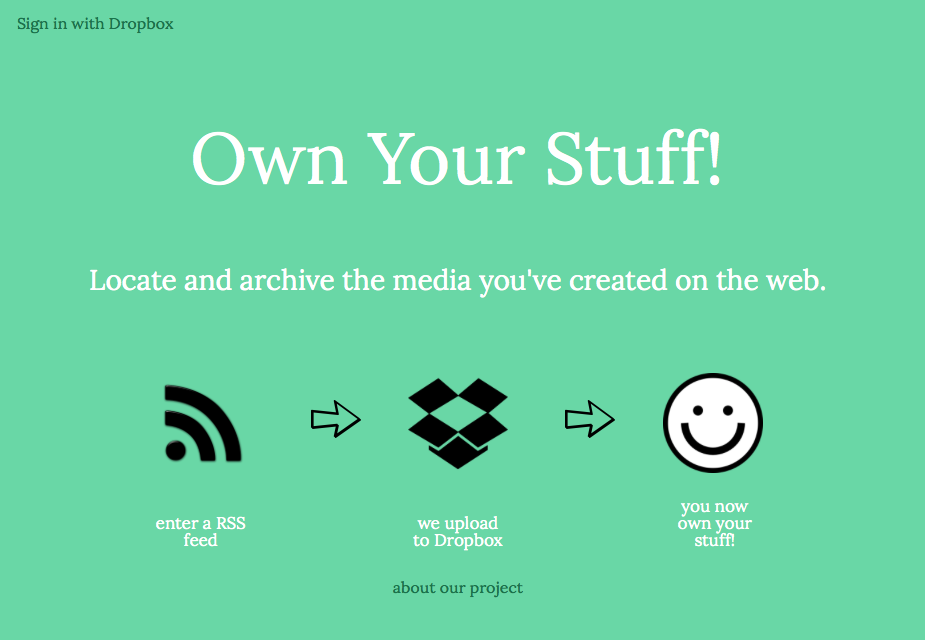 Sign in with Dropbox
Own Your Stuff!
Locate and archive the media you've created on the web.
enter a RSS
feed
we upload
to Dropbox
you now
own your
stuff!
about our project